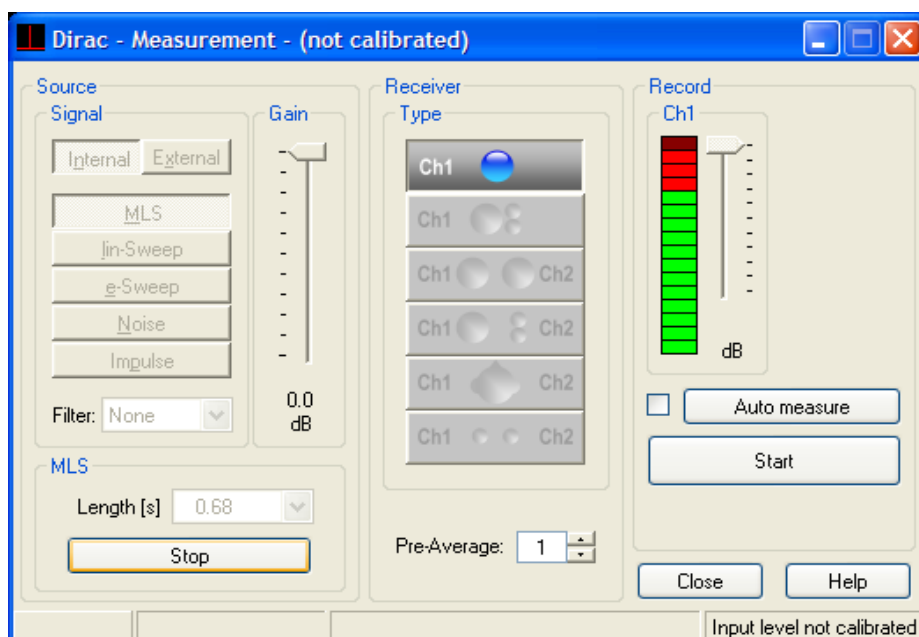 Dirac - Measurement - (not calibrated)
Source
Signal
Internal External
MLS
lin-Sweep
e-Sweep
Noise
Impulse
Filter: None
Gain
0.0
dB
MLS
Length [s] 0.68
Stop
Receiver
Type
Ch1
Ch1
Ch1 Ch2
Ch1 Ch2
Ch1 Ch2
Ch1 Ch2
Pre-Average: 1
Record
Ch1
dB
Auto measure
Start
Close Help
Input level not calibrated